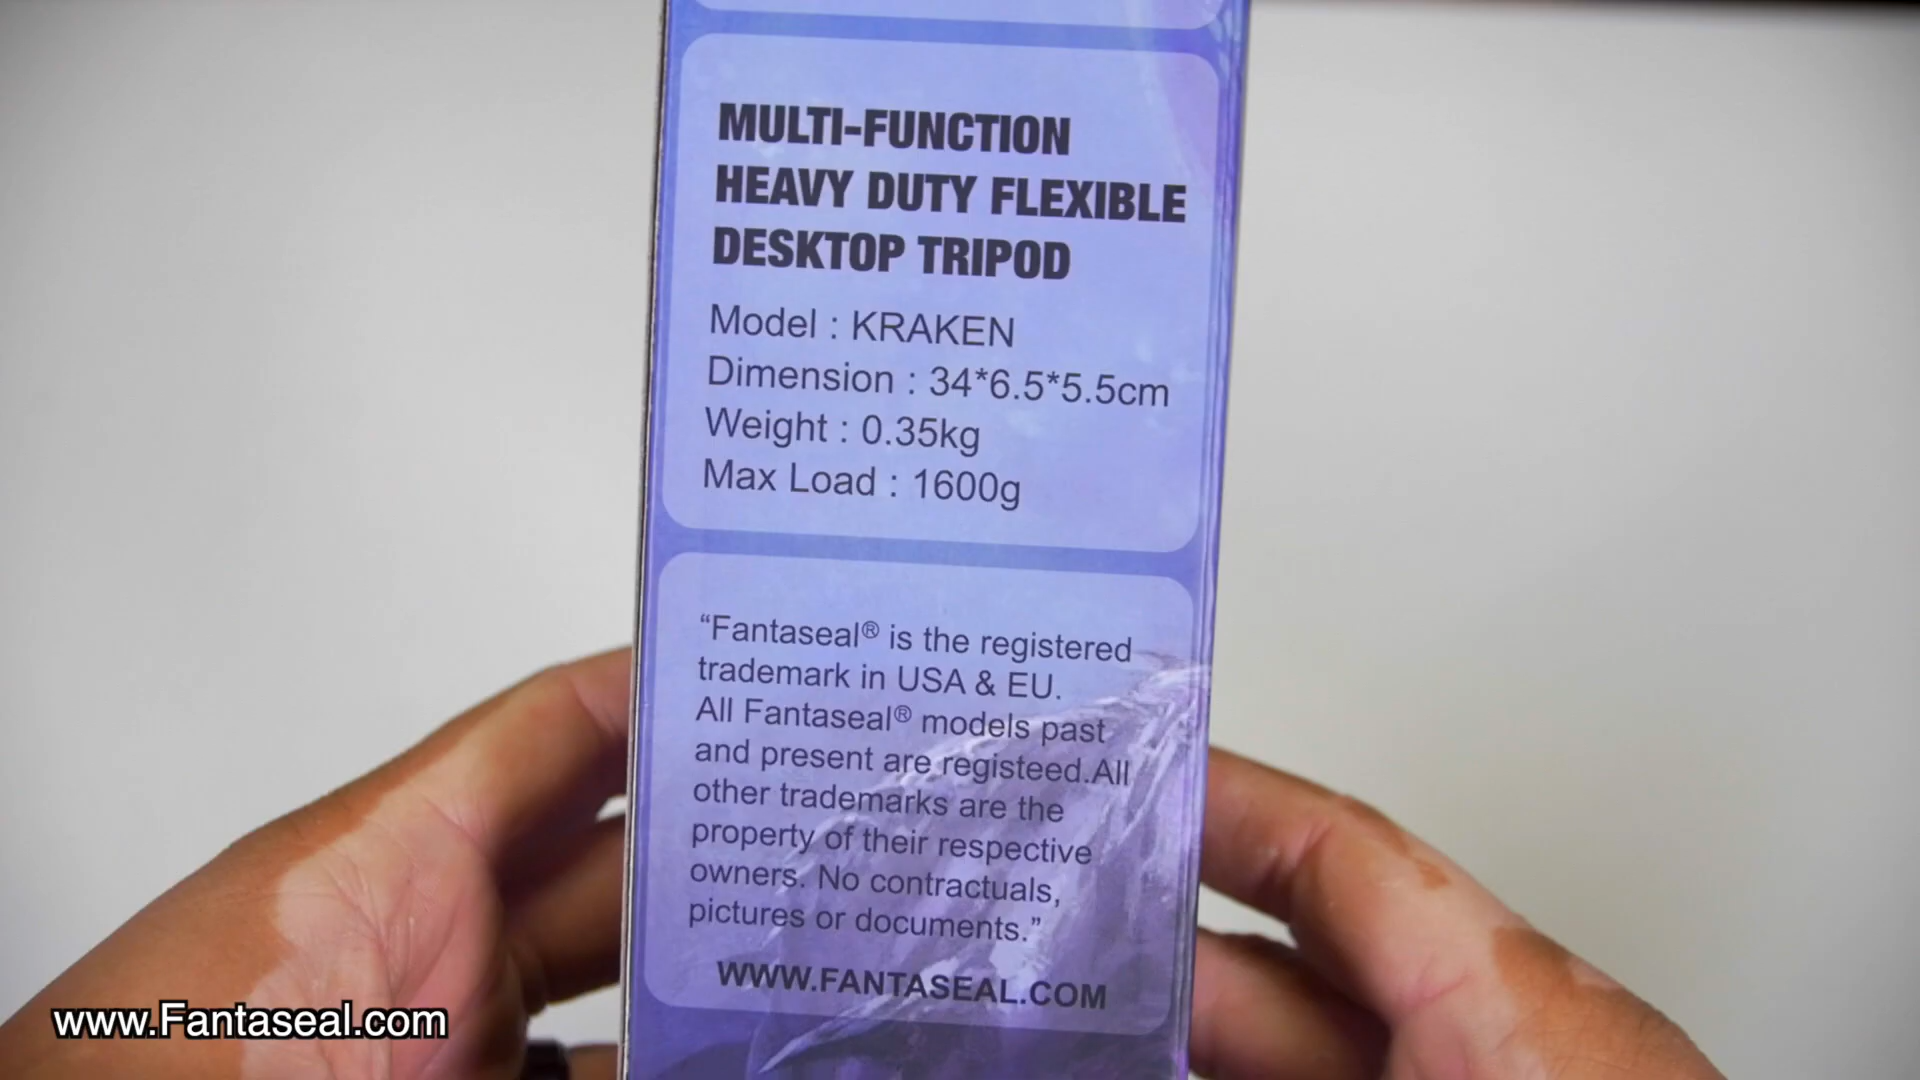 MULTI-FUNCTION
HEAVY DUTY FLEXIBLE
DESKTOP TRIPOD
Model : KRAKEN
Dimension : 34*6.5*5.5cm
Weight : 0.35kg
Max Load : 1600g
“Fantaseal® is the registered
trademark in USA & EU.
All Fantaseal® models past
and present are registeed.All
other trademarks are the
property of their respective
owners. No contractuals,
pictures or documents.”
WWW.FANTASEAL.COM
www.Fantaseal.com